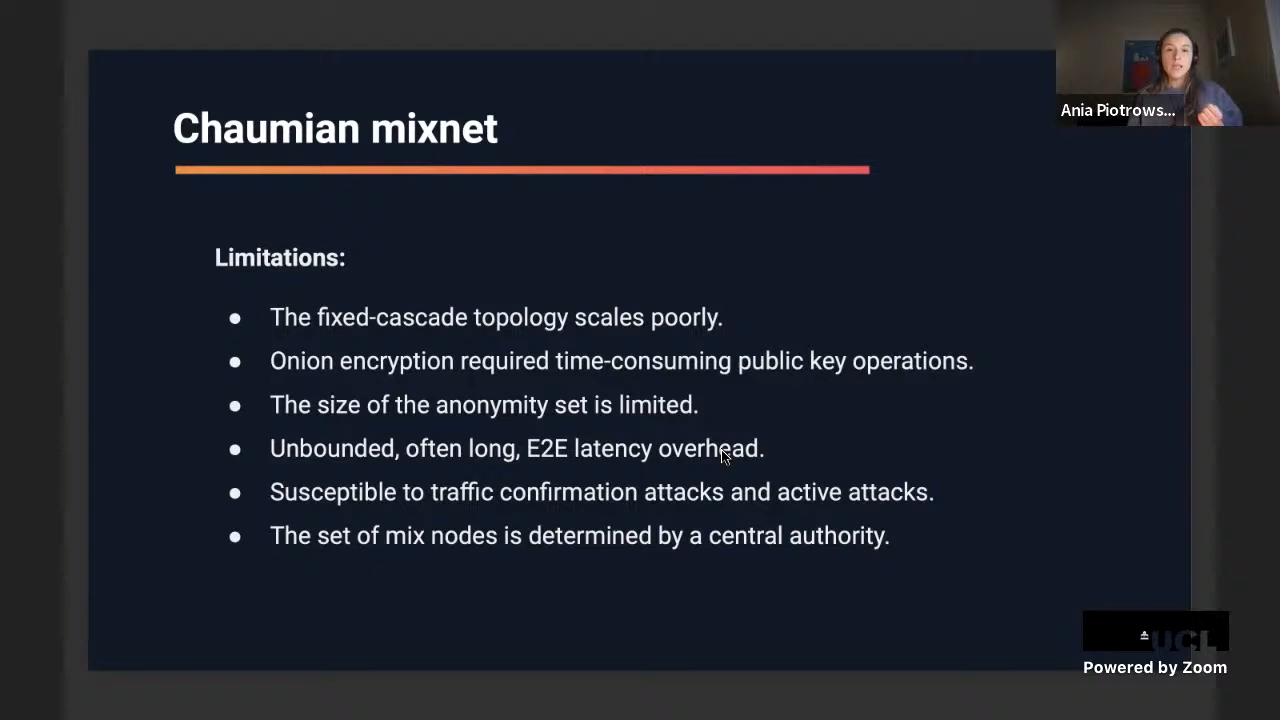 Chaumian mixnet
Ania Piotrows...
Limitations:
● The fixed-cascade topology scales poorly.
● Onion encryption required time-consuming public key operations.
● The size of the anonymity set is limited.
● Unbounded, often long, E2E latency overhead.
● Susceptible to traffic confirmation attacks and active attacks.
● The set of mix nodes is determined by a central authority.
UCL
Powered by Zoom